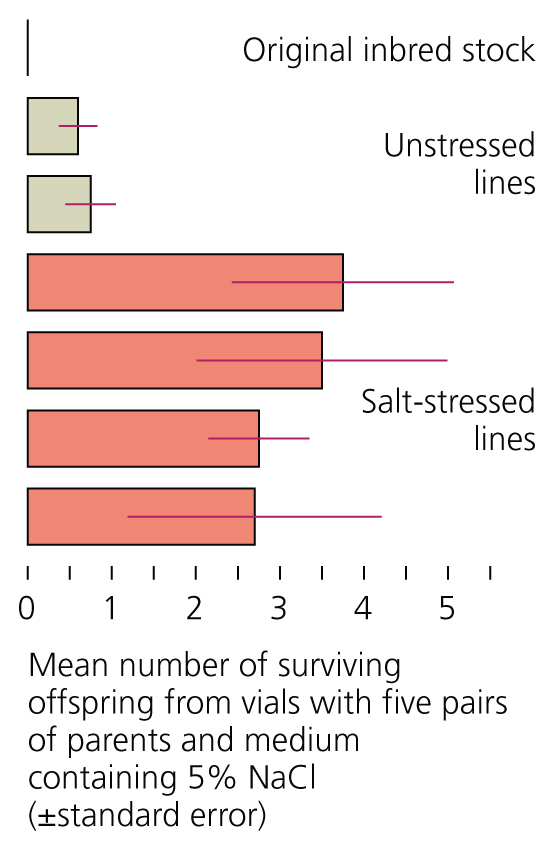 Original inbred stock
Unstressed
lines
Salt-stressed
lines
0 1 2 3 4 5
Mean number of surviving
offspring from vials with five pairs
of parents and medium
containing 5% NaCl
(±standard error)